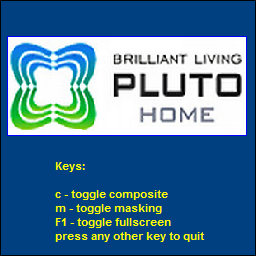 BRILLIANT LIVING
PLUTO
HOME
Keys:
c - toggle composite
m - toggle masking
F1 - toggle fullscreen
press any other key to quit